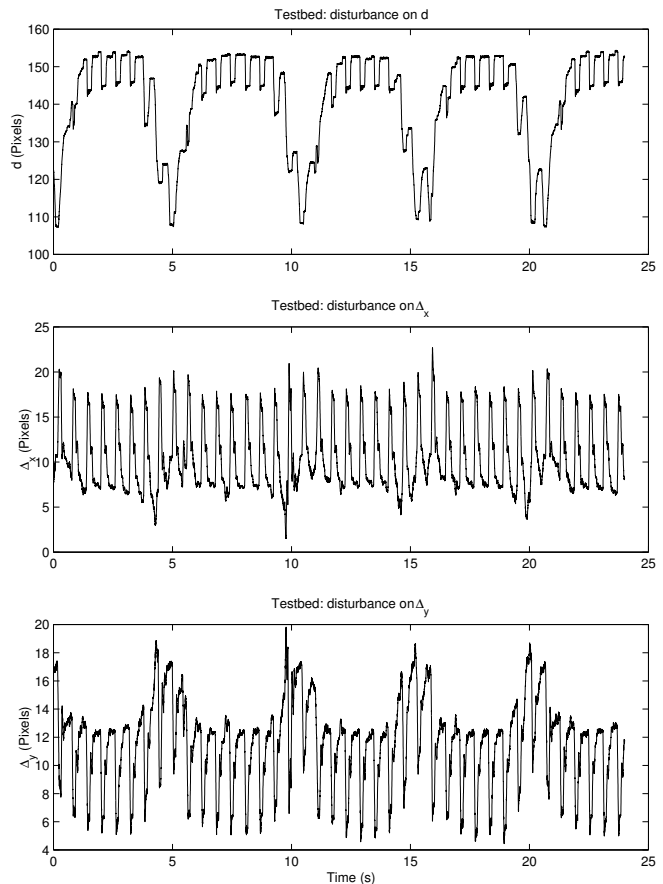 Testbed: disturbance on d
160
150
140
130
120
110
100
d (Pixels)
0 5 10 15 20 25
Testbed: disturbance on Δx
25
20
15
10
5
0
Δx (Pixels)
0 5 10 15 20 25
Testbed: disturbance on Δy
20
18
16
14
12
10
8
6
4
Δy (Pixels)
0 5 10 15 20 25
Time (s)